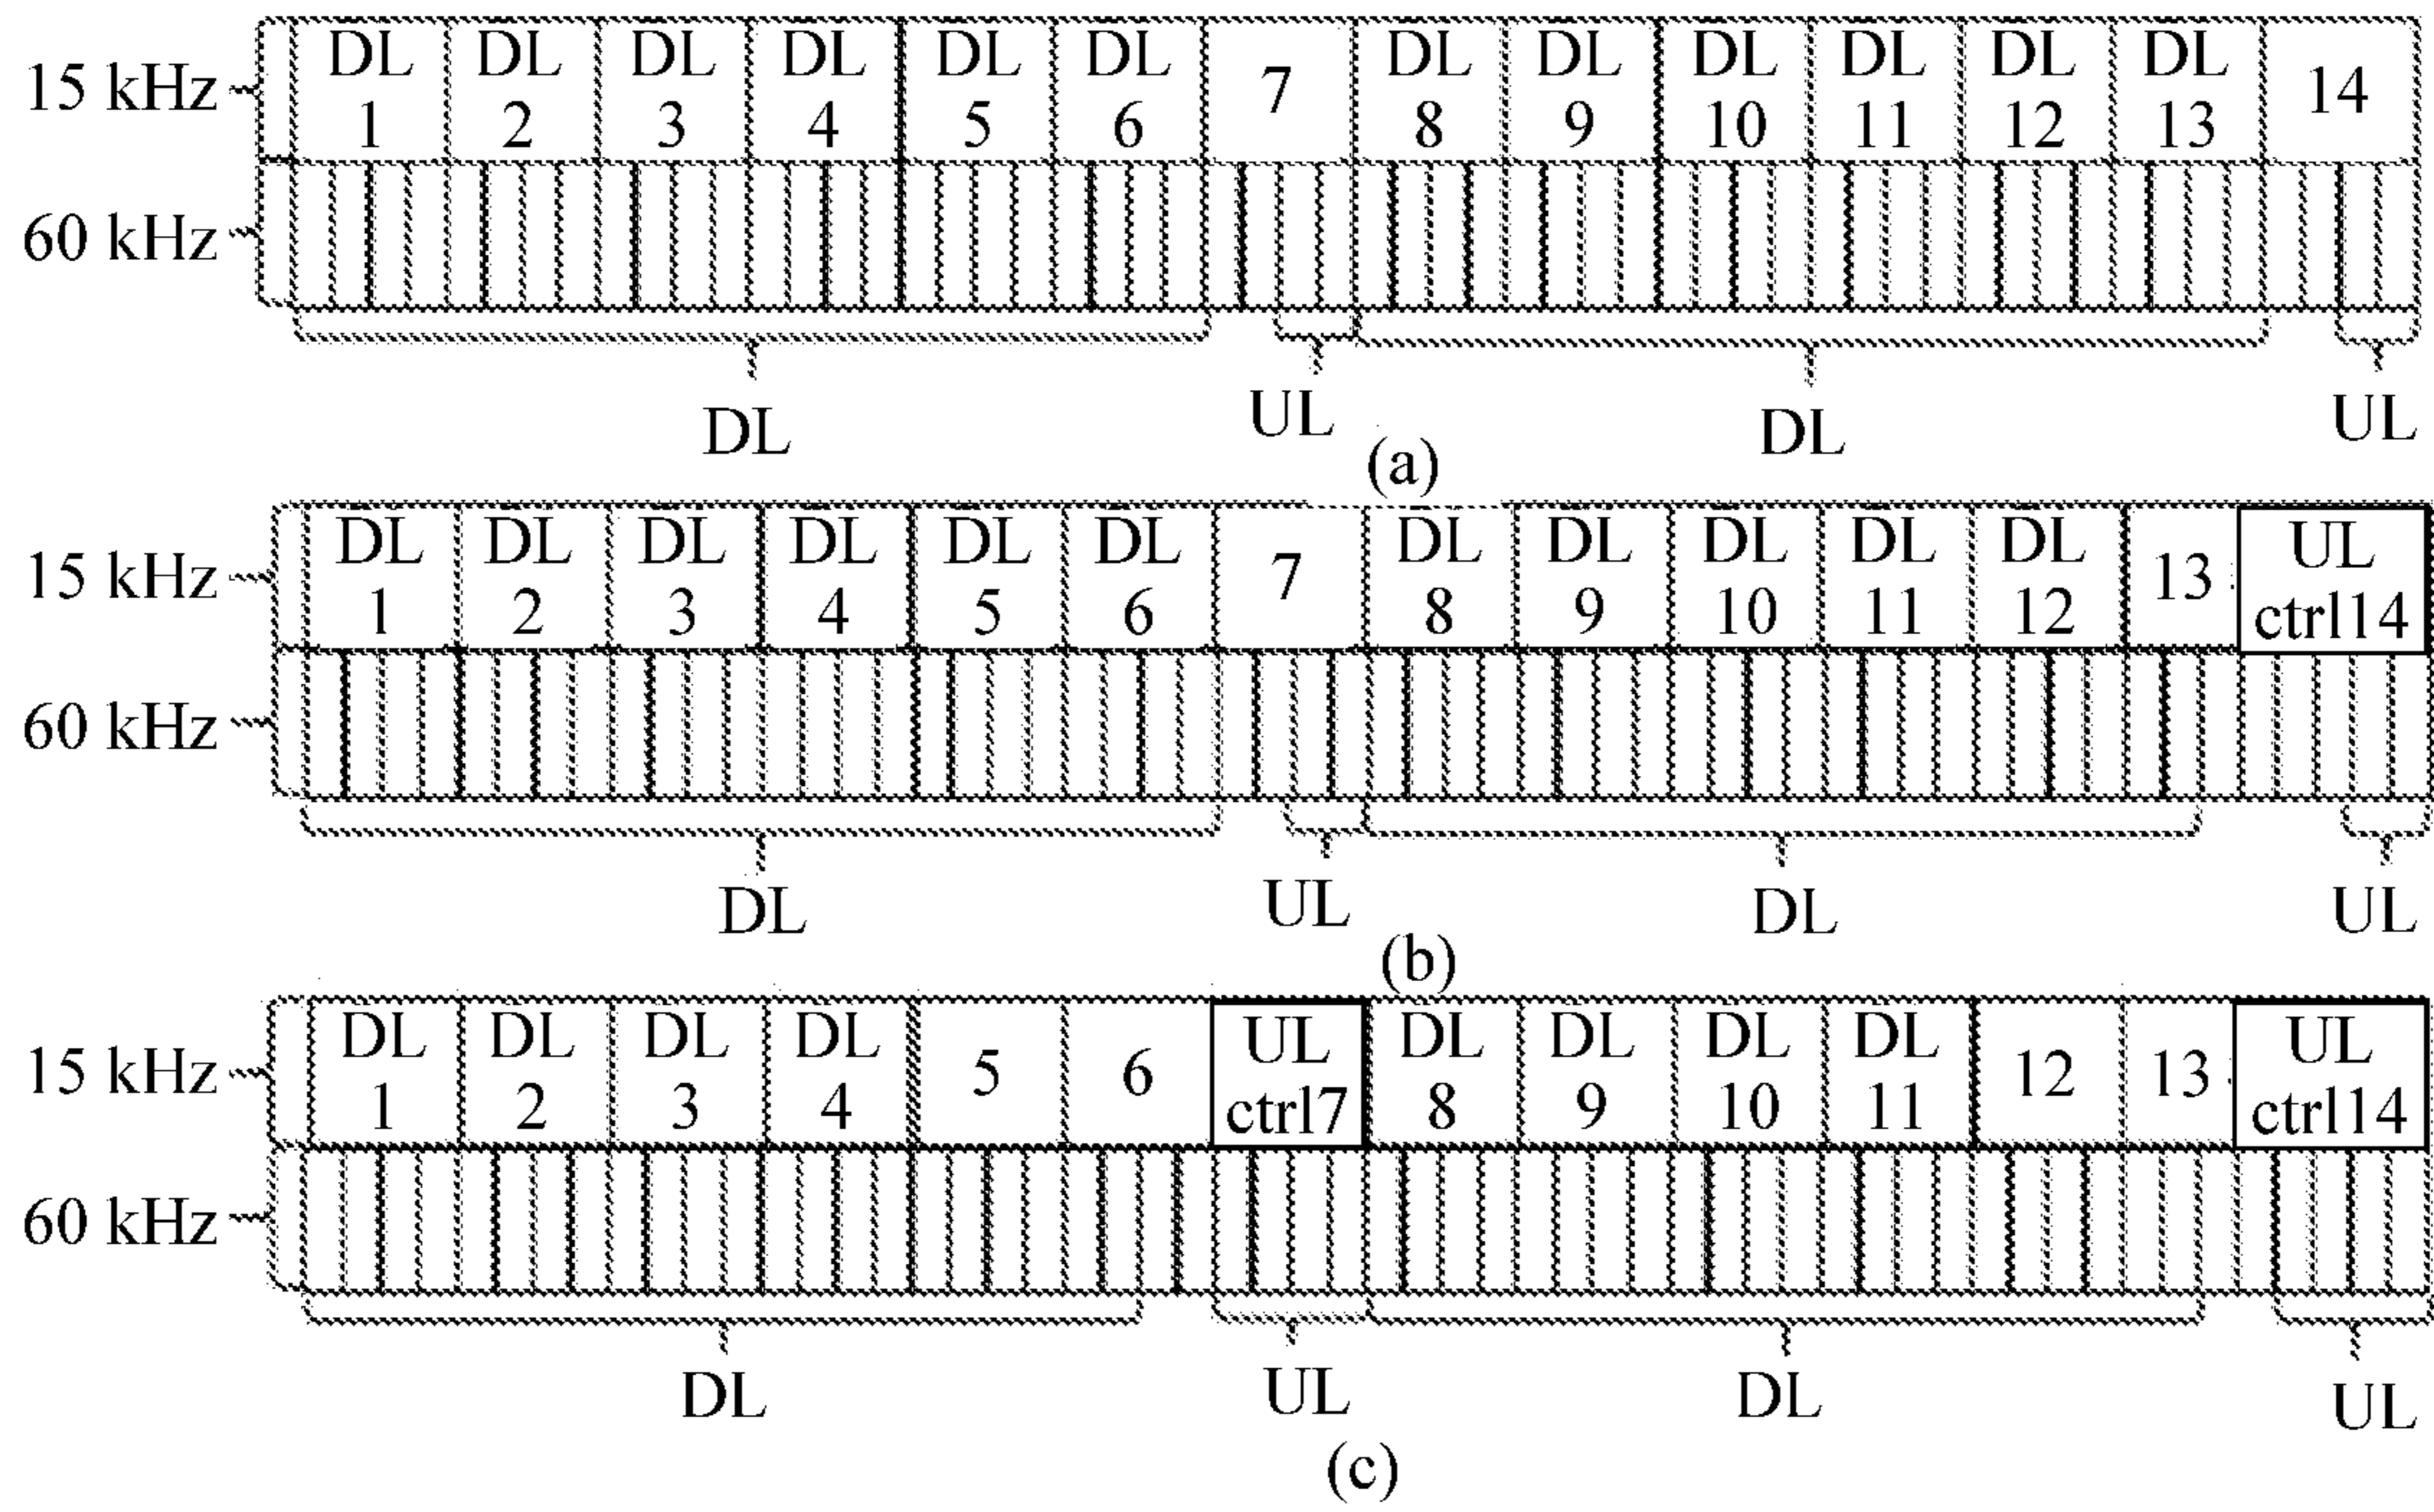 15 kHz DL DL DL DL DL DL 7 DL DL DL DL DL DL 14
1 2 3 4 5 6 8 9 10 11 12 13
60 kHz
DL UL DL UL
(a)
15 kHz DL DL DL DL DL DL 7 DL DL DL DL DL 13 UL
1 2 3 4 5 6 8 9 10 11 12 ctrl14
60 kHz
DL UL DL UL
(b)
15 kHz DL DL DL DL 5 6 UL DL DL DL DL 12 13 UL
1 2 3 4 ctrl7 8 9 10 11 ctrl14
60 kHz
DL UL DL UL
(c)